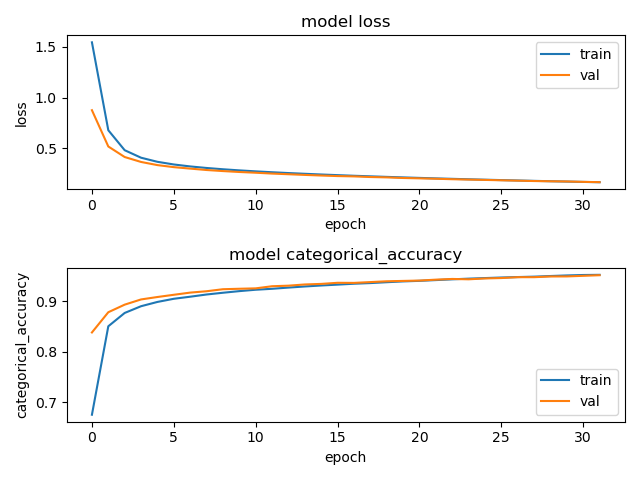 model loss
1.5
1.0
0.5
loss
train
val
0 5 10 15 20 25 30
epoch
model categorical_accuracy
0.9
0.8
0.7
categorical_accuracy
train
val
0 5 10 15 20 25 30
epoch